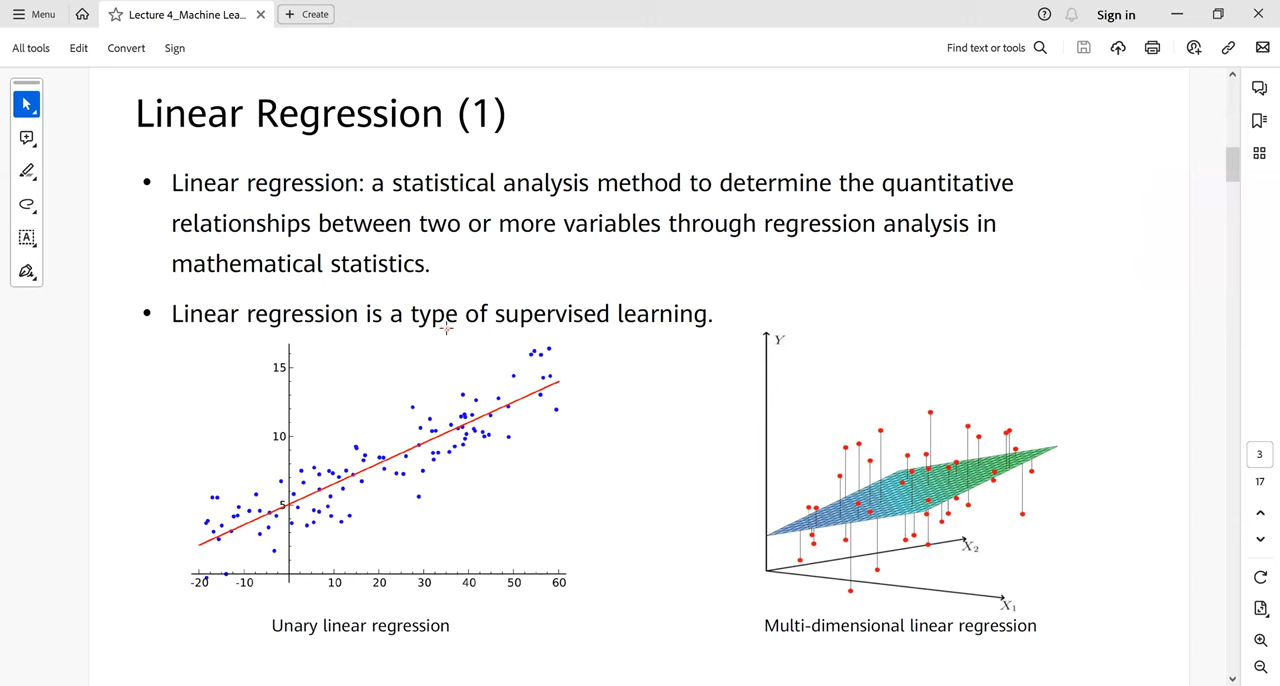 Menu
Lecture 4_Machine Lea...
Create
Sign in
All tools
Edit
Convert
Sign
Find text or tools
Linear Regression (1)
• Linear regression: a statistical analysis method to determine the quantitative
relationships between two or more variables through regression analysis in
mathematical statistics.
• Linear regression is a type of supervised learning.
15
10
5
-20 -10 10 20 30 40 50 60
Unary linear regression
Y
X₂
X₁
Multi-dimensional linear regression
3
17